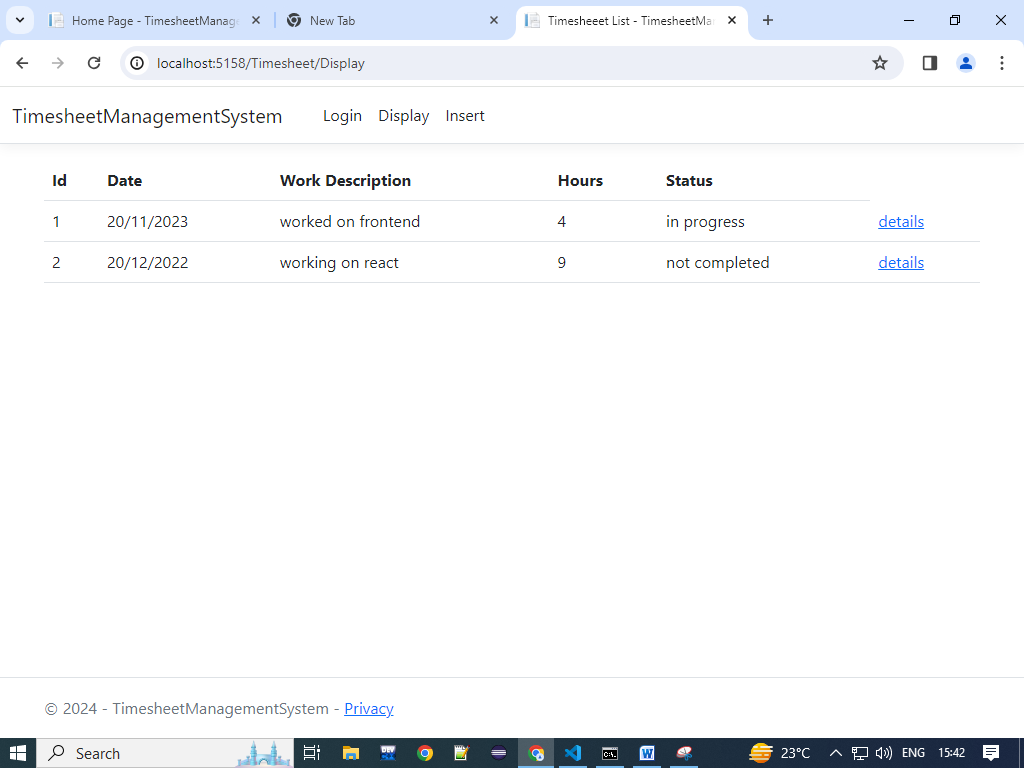 Home Page - TimesheetManage
New Tab
Timesheeet List - TimesheetMa
localhost:5158/Timesheet/Display
TimesheetManagementSystem Login Display Insert
Id Date Work Description Hours Status
1 20/11/2023 worked on frontend 4 in progress details
2 20/12/2022 working on react 9 not completed details
© 2024 - TimesheetManagementSystem - Privacy
Search 23°C ENG 15:42